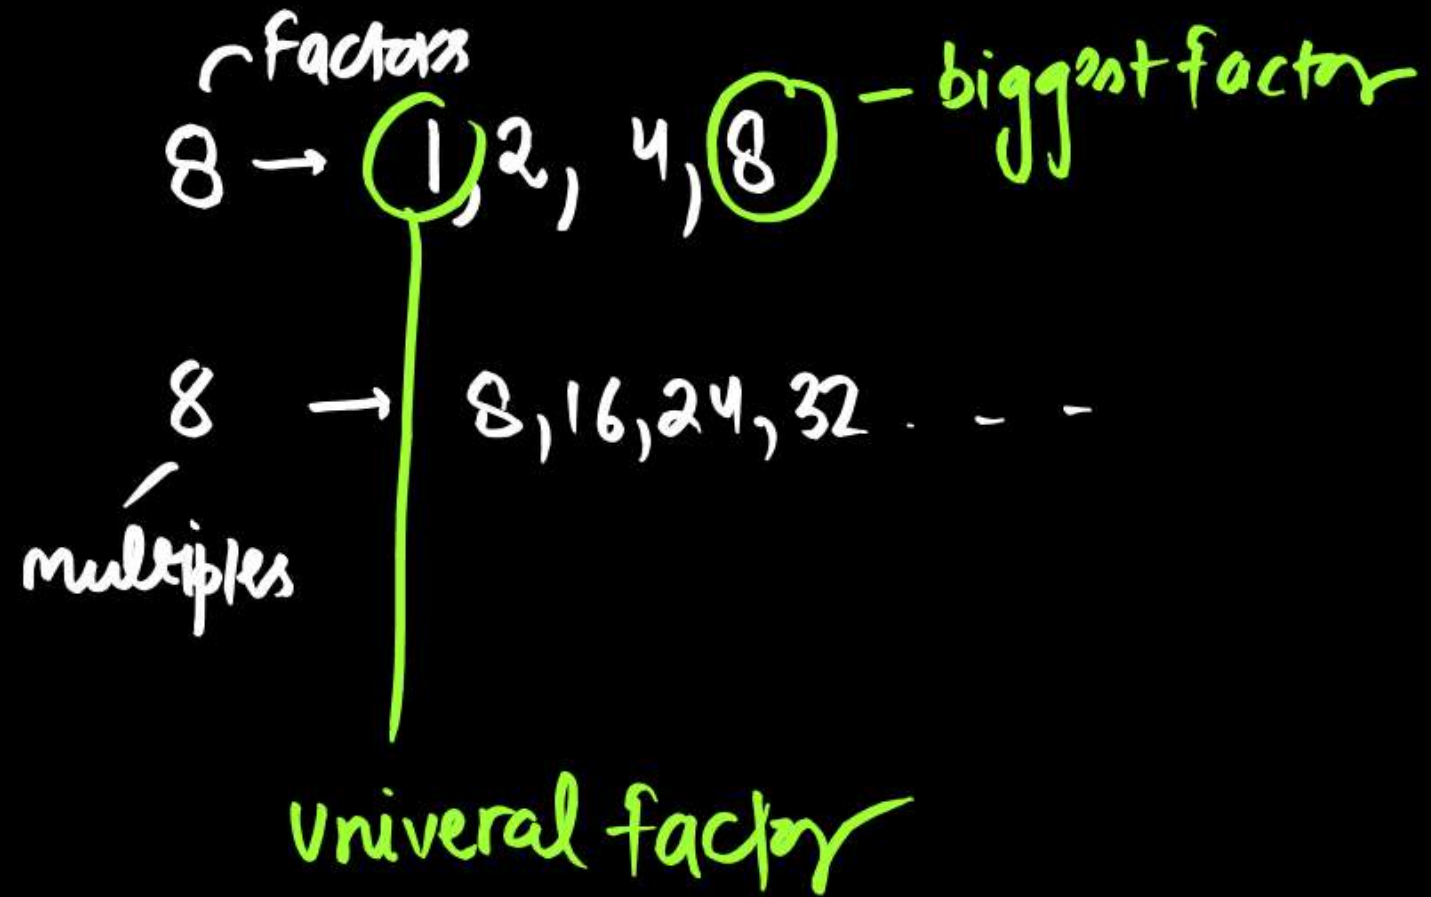 factors
8 → 1, 2, 4, 8 - biggest factor
8 → 8, 16, 24, 32 . - -
multiples
univeral factor